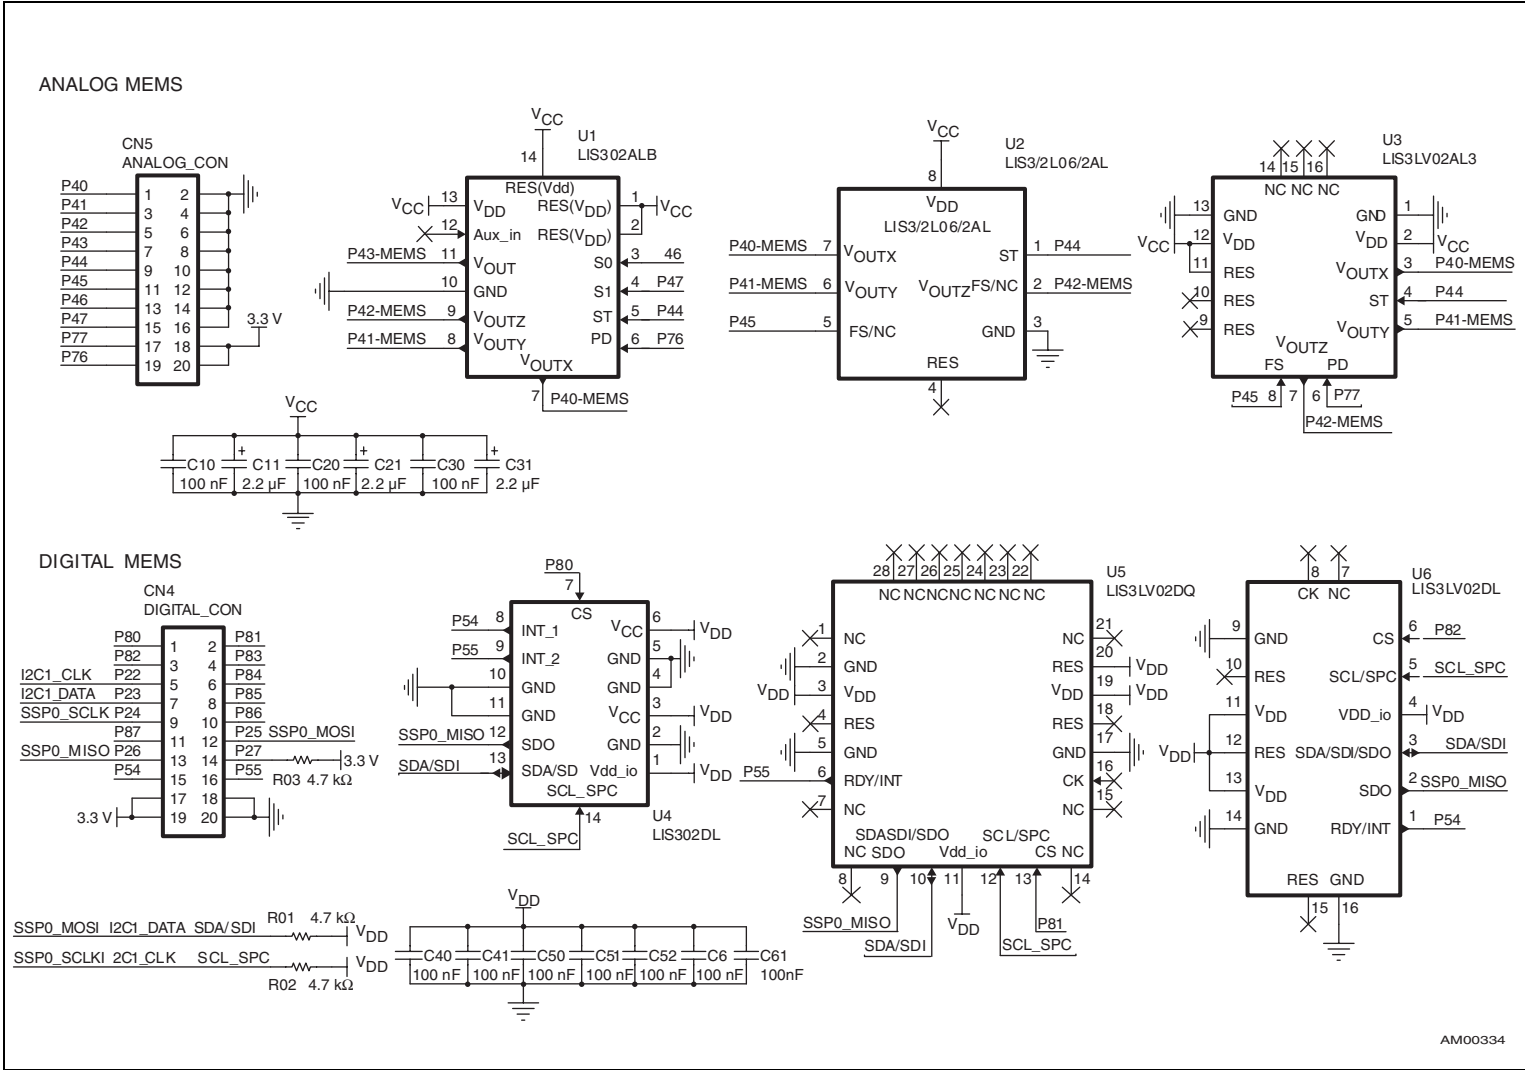 ANALOG MEMS
CN5
ANALOG_CON
P40 1 2
P41 3 4
P42 5 6
P43 7 8
P44 9 10
P45 11 12
P46 13 14
P47 15 16
P77 17 18 3.3 V
P76 19 20
VCC
14
U1
LIS302ALB
RES(Vdd)
VCC 13 VDD RES(VDD) 1 VCC
12 Aux_in RES(VDD) 2
P43-MEMS 11 VOUT S0 3 46
10 GND S1 4 P47
P42-MEMS 9 VOUTZ ST 5 P44
P41-MEMS 8 VOUTY PD 6 P76
VOUTX
7 P40-MEMS
VCC
8
U2
LIS3/2L06/2AL
VDD
LIS3/2L06/2AL
P40-MEMS 7 VOUTX ST 1 P44
P41-MEMS 6 VOUTY VOUTZ FS/NC 2 P42-MEMS
P45 5 FS/NC GND 3
RES
4
U3
LIS3LV02AL3
14 15 16
NC NC NC
13 GND GND 1
VCC 12 VDD VDD 2 VCC
11 RES VOUTX 3 P40-MEMS
10 RES ST 4 P44
9 RES VOUTY 5 P41-MEMS
VOUTZ
FS PD
P45 8 7 6 P77
P42-MEMS
VCC
+ + +
C10 C11 C20 C21 C30 C31
100 nF 2.2 µF 100 nF 2.2 µF 100 nF 2.2 µF
DIGITAL MEMS
CN4
DIGITAL_CON
P80 1 2 P81
P82 3 4 P83
I2C1_CLK P22 5 6 P84
I2C1_DATA P23 7 8 P85
SSP0_SCLK P24 9 10 P86
P87 11 12 P25 SSP0_MOSI
SSP0_MISO P26 13 14 P27 3.3 V
P54 15 16 P55 R03 4.7 kΩ
17 18
3.3 V 19 20
P80
7
CS
P54 8 INT_1 VCC 6 VDD
P55 9 INT_2 GND 5
10 GND GND 4
11 GND VCC 3 VDD
SSP0_MISO 12 SDO GND 2
SDA/SDI 13 SDA/SD Vdd_io 1 VDD
SCL_SPC
14
U4
LIS302DL
SCL_SPC
28 27 26 25 24 23 22
U5
LIS3LV02DQ
NC NC NC NC NC NC NC
1 NC NC 21
2 GND RES 20 VDD
VDD 3 VDD VDD 19 VDD
4 RES RES 18
5 GND GND 17
P55 6 RDY/INT CK 16
7 NC NC 15
SDASDI/SDO SCL/SPC
NC SDO Vdd_io CS NC
8 9 10 11 12 13 14
SSP0_MISO VDD P81
SDA/SDI SCL_SPC
8 7
U6
LIS3LV02DL
CK NC
9 GND CS 6 P82
10 RES SCL/SPC 5 SCL_SPC
11 VDD VDD_io 4 VDD
VDD 12 RES SDA/SDI/SDO 3 SDA/SDI
13 VDD SDO 2 SSP0_MISO
14 GND RDY/INT 1 P54
RES GND
15 16
R01 4.7 kΩ
SSP0_MOSI I2C1_DATA SDA/SDI VDD
SSP0_SCLKI 2C1_CLK SCL_SPC VDD
R02 4.7 kΩ
VDD
C40 C41 C50 C51 C52 C6 C61
100 nF 100 nF 100 nF 100 nF 100 nF 100 nF 100nF
AM00334